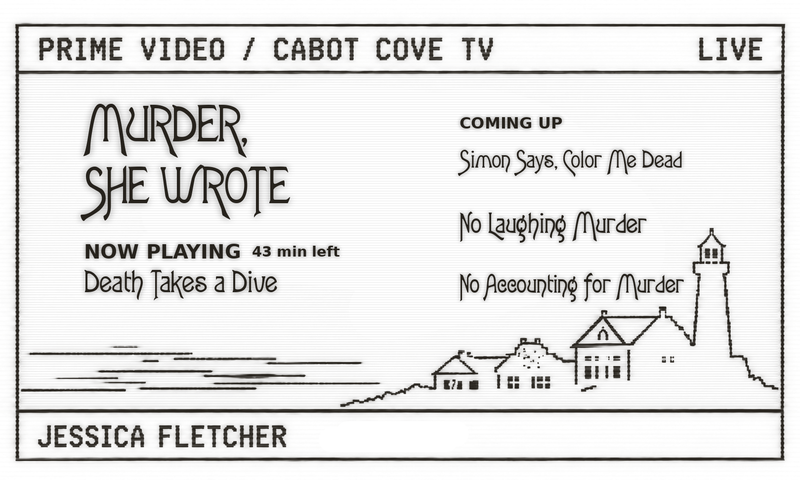 PRIME VIDEO / CABOT COVE TV LIVE
MURDER,
SHE WROTE
NOW PLAYING 43 min left
Death Takes a Dive
COMING UP
Simon Says, Color Me Dead
No Laughing Murder
No Accounting for Murder
JESSICA FLETCHER